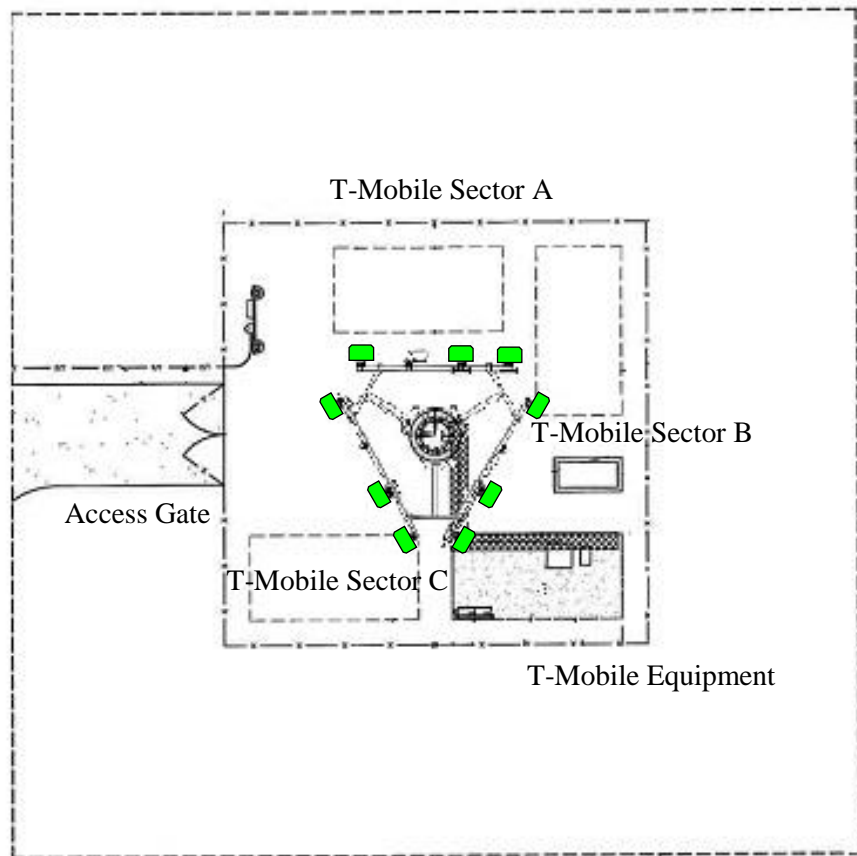 T-Mobile Sector A
T-Mobile Sector B
Access Gate
T-Mobile Sector C
T-Mobile Equipment